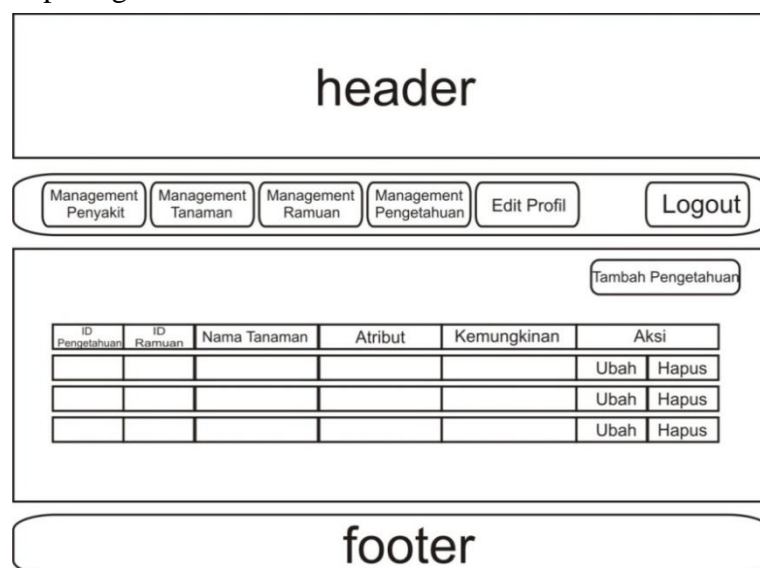 header
Management Penyakit
Management Tanaman
Management Ramuan
Management Pengetahuan
Edit Profil
Logout
Tambah Pengetahuan
ID Pengetahuan
ID Ramuan
Nama Tanaman
Atribut
Kemungkinan
Aksi
Ubah Hapus
Ubah Hapus
Ubah Hapus
footer